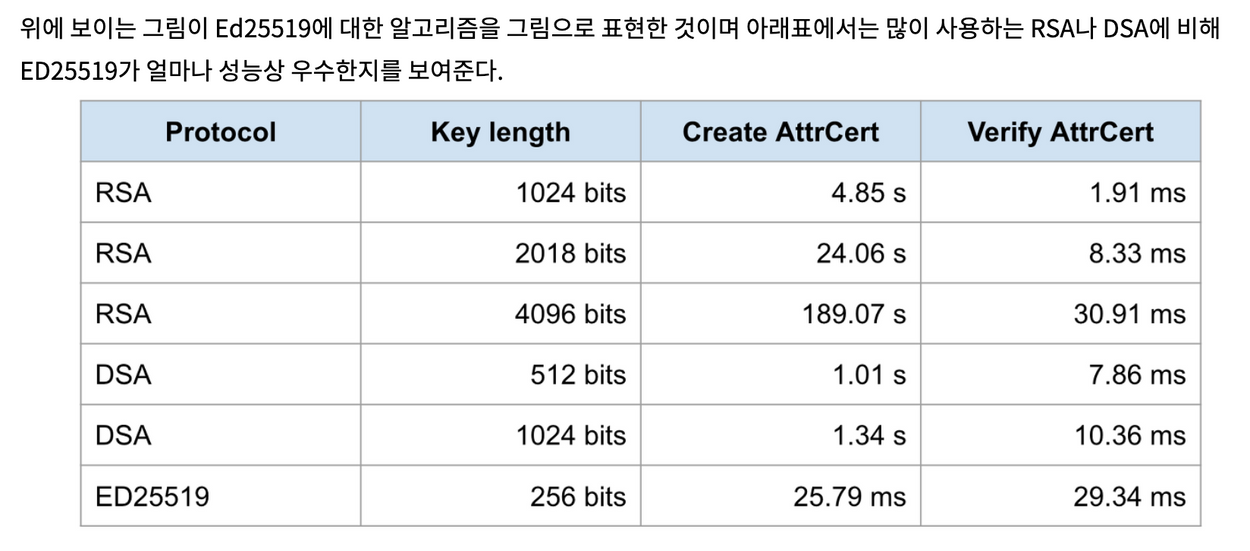 위에 보이는 그림이 Ed25519에 대한 알고리즘을 그림으로 표현한 것이며 아래표에서는 많이 사용하는 RSA나 DSA에 비해
ED25519가 얼마나 성능상 우수한지를 보여준다.
Protocol Key length Create AttrCert Verify AttrCert
RSA 1024 bits 4.85 s 1.91 ms
RSA 2018 bits 24.06 s 8.33 ms
RSA 4096 bits 189.07 s 30.91 ms
DSA 512 bits 1.01 s 7.86 ms
DSA 1024 bits 1.34 s 10.36 ms
ED25519 256 bits 25.79 ms 29.34 ms